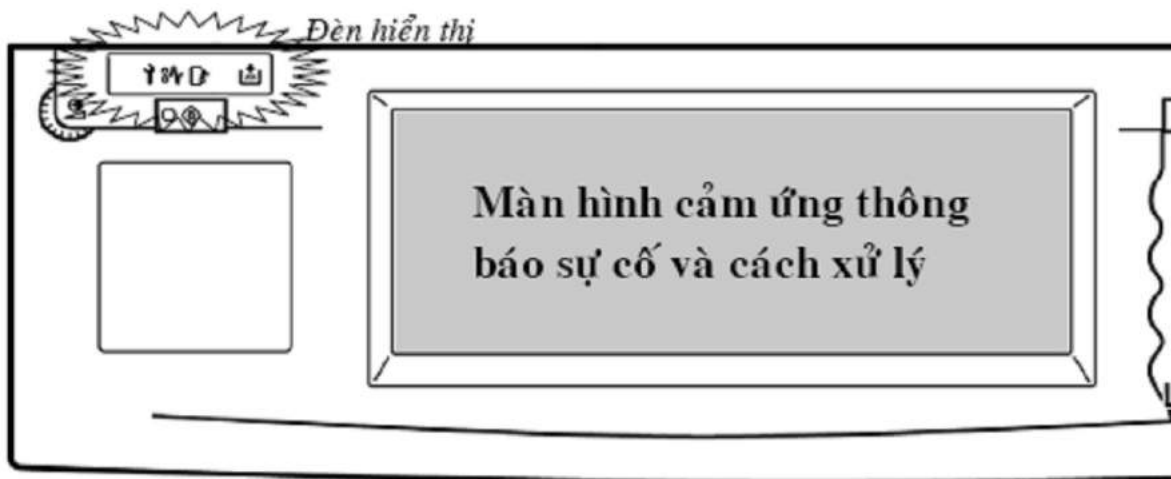 Đèn hiển thị
Màn hình cảm ứng thông
báo sự cố và cách xử lý